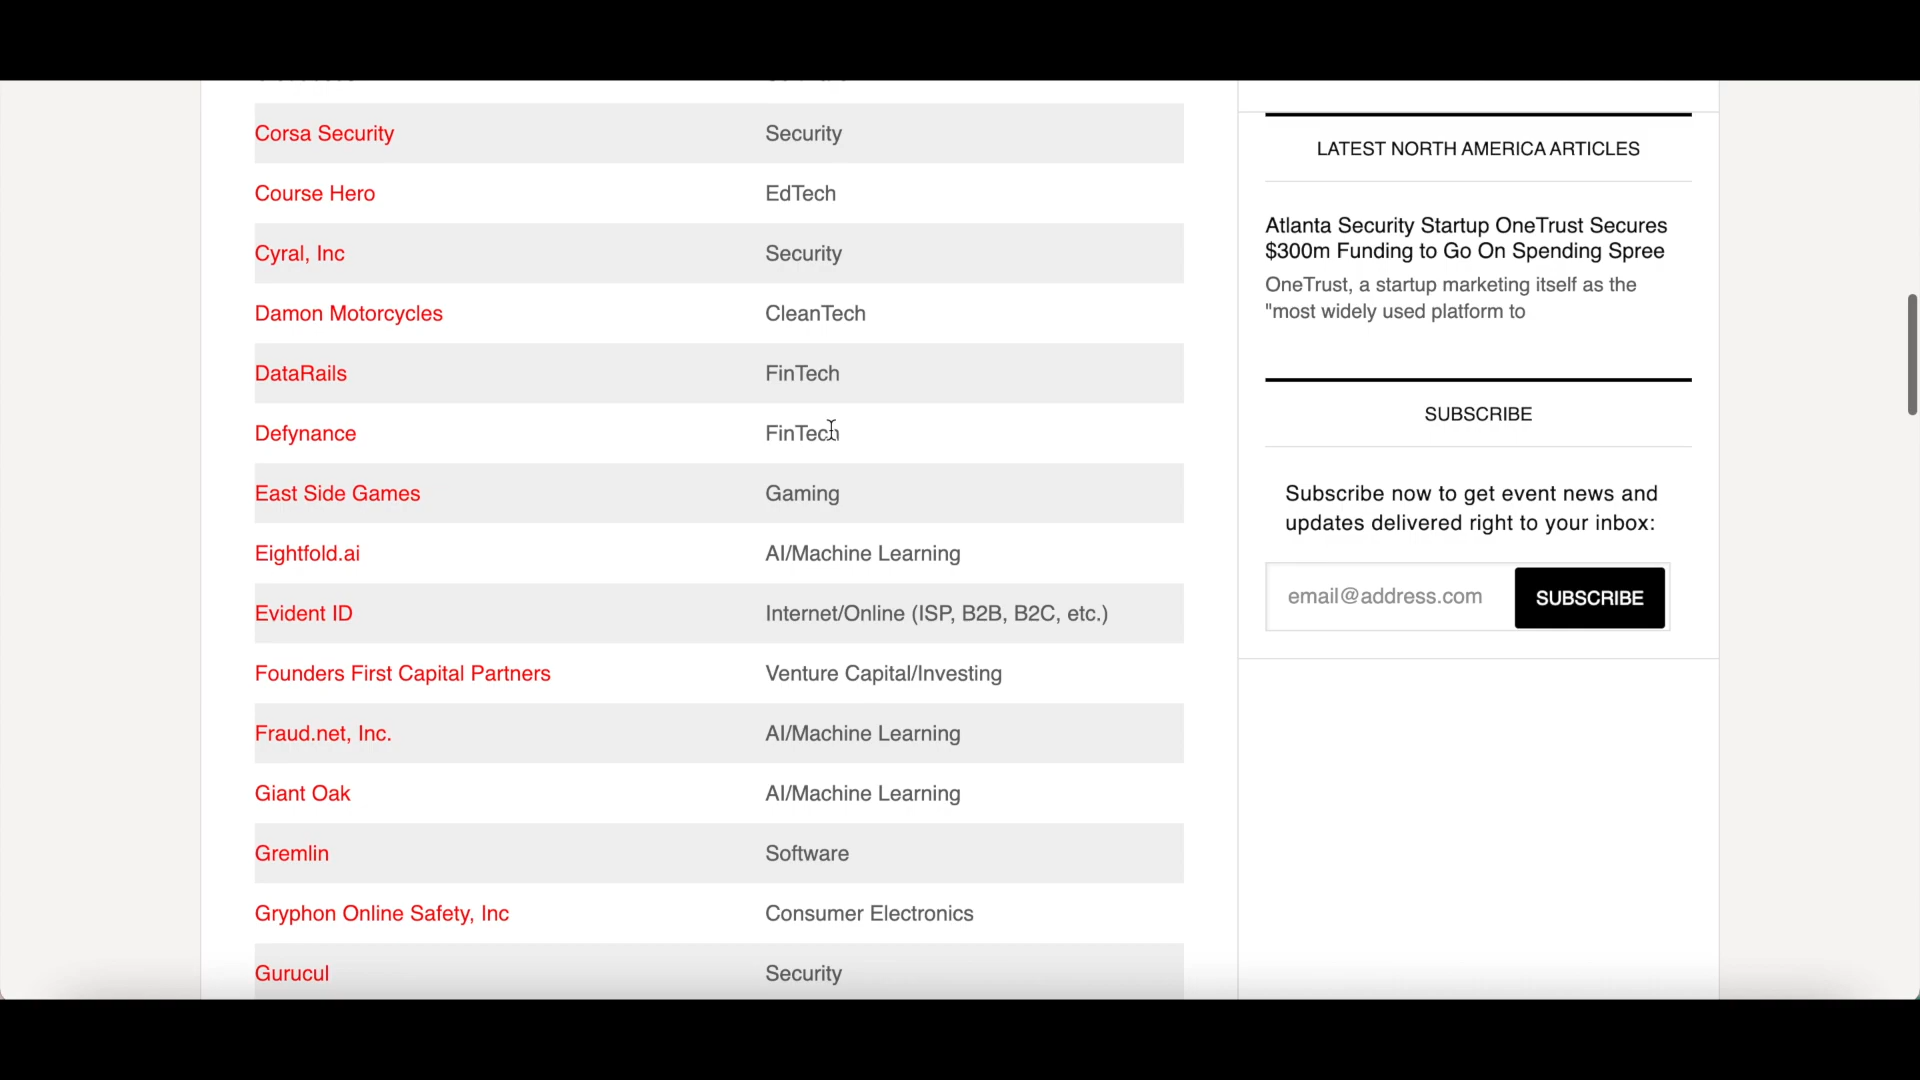 Corsa Security Security
Course Hero EdTech
Cyral, Inc Security
Damon Motorcycles CleanTech
DataRails FinTech
Defynance FinTech
East Side Games Gaming
Eightfold.ai AI/Machine Learning
Evident ID Internet/Online (ISP, B2B, B2C, etc.)
Founders First Capital Partners Venture Capital/Investing
Fraud.net, Inc. AI/Machine Learning
Giant Oak AI/Machine Learning
Gremlin Software
Gryphon Online Safety, Inc Consumer Electronics
Gurucul Security
LATEST NORTH AMERICA ARTICLES
Atlanta Security Startup OneTrust Secures
$300m Funding to Go On Spending Spree
OneTrust, a startup marketing itself as the
"most widely used platform to
SUBSCRIBE
Subscribe now to get event news and
updates delivered right to your inbox:
email@address.com SUBSCRIBE